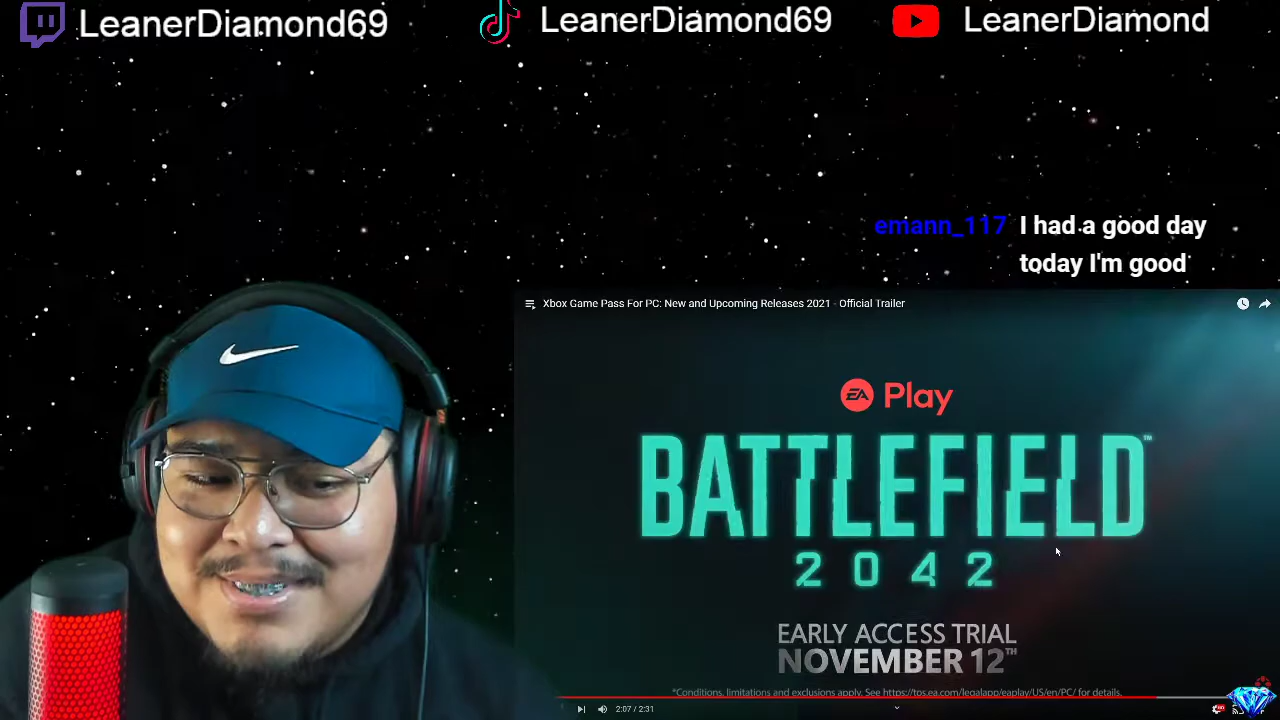 LeanerDiamond69
LeanerDiamond69
LeanerDiamond
emann_117 I had a good day
today I'm good
Xbox Game Pass For PC: New and Upcoming Releases 2021 - Official Trailer
EA Play
BATTLEFIELD™
2042
EARLY ACCESS TRIAL
NOVEMBER 12TH
*Conditions, limitations and exclusions apply. See https://tos.ea.com/legalapp/eaplay/US/en/PC/ for details.
2:07 / 2:31